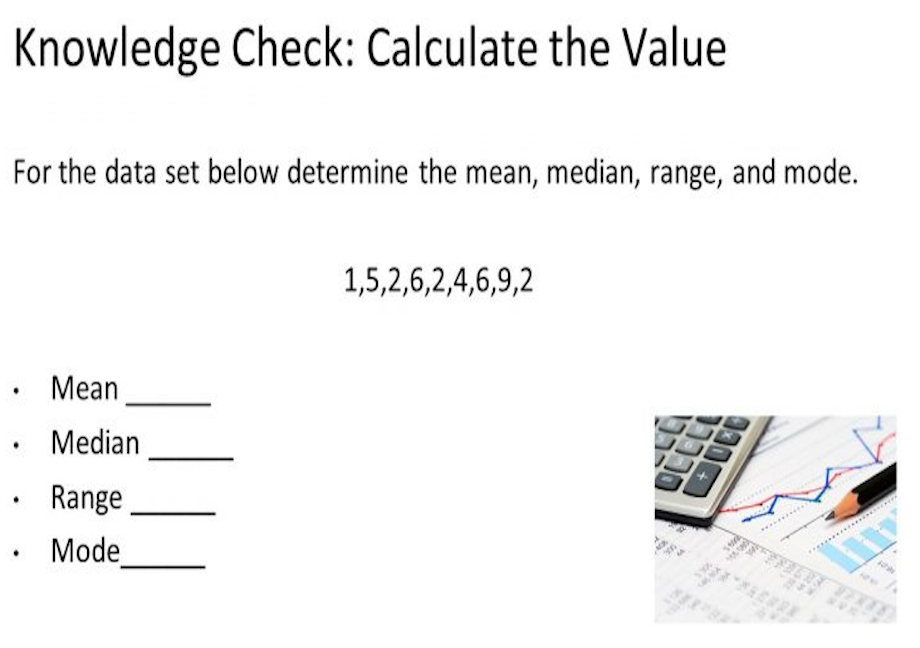 Knowledge Check: Calculate the Value
For the data set below determine the mean, median, range, and mode.
1,5,2,6,2,4,6,9,2
• Mean ______
• Median ______
• Range ______
• Mode______